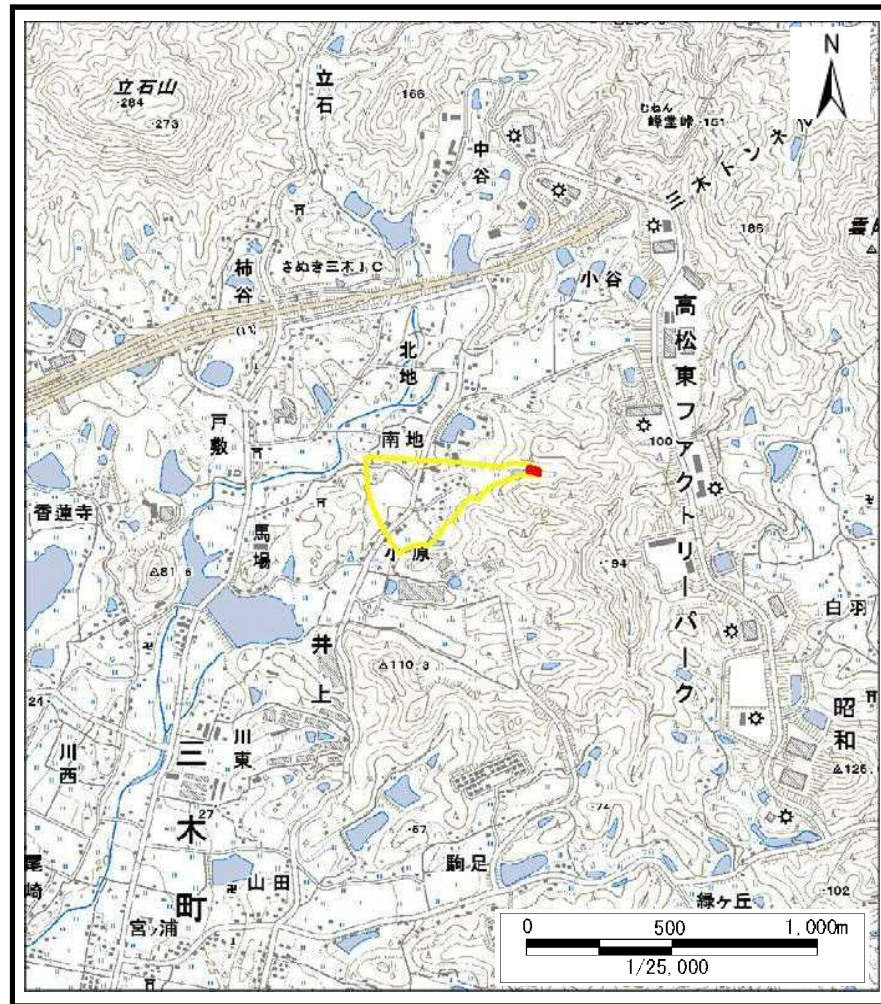 N
立石山
・284
・273
立石
・166
中谷
むねん
峰堂峠
・151
三木トンネル
186
柿谷
さぬき三木IC
小谷
高松東ファクトリーパーク
北地
戸敷
南地
100
香蓮寺
馬場
小原
△81.6
・94
白羽
井上
△110.3
昭和
川西
三木町
川東
27
・74
△126.
・67
尾崎
山田
駒足
宮ノ浦
緑ヶ丘
・102
0 500 1,000m
1/25,000